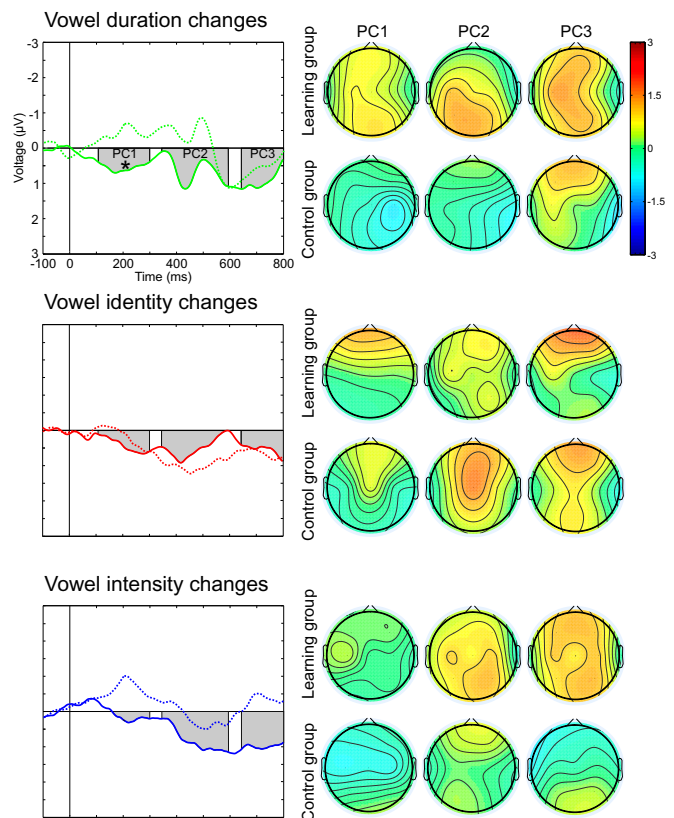 Vowel duration changes
-3
-2
-1
0
1
2
3
Voltage (µV)
PC1
*
PC2
PC3
-100
0
200
400
600
800
Time (ms)
PC1
PC2
PC3
Learning group
Control group
3
1.5
0
-1.5
-3
Vowel identity changes
Learning group
Control group
Vowel intensity changes
Learning group
Control group